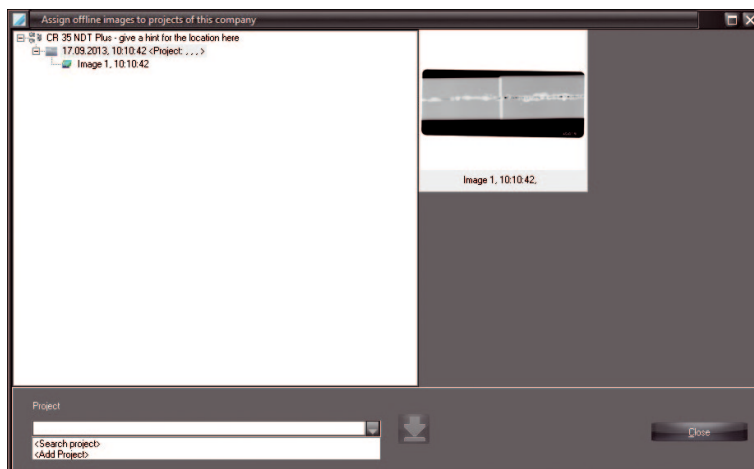 Assign offline images to projects of this company
CR 35 NDT Plus - give a hint for the location here
17.09.2013, 10:10:42 <Project: , , , >
Image 1, 10:10:42
Image 1, 10:10:42,
Project
<Search project>
<Add Project>
Close